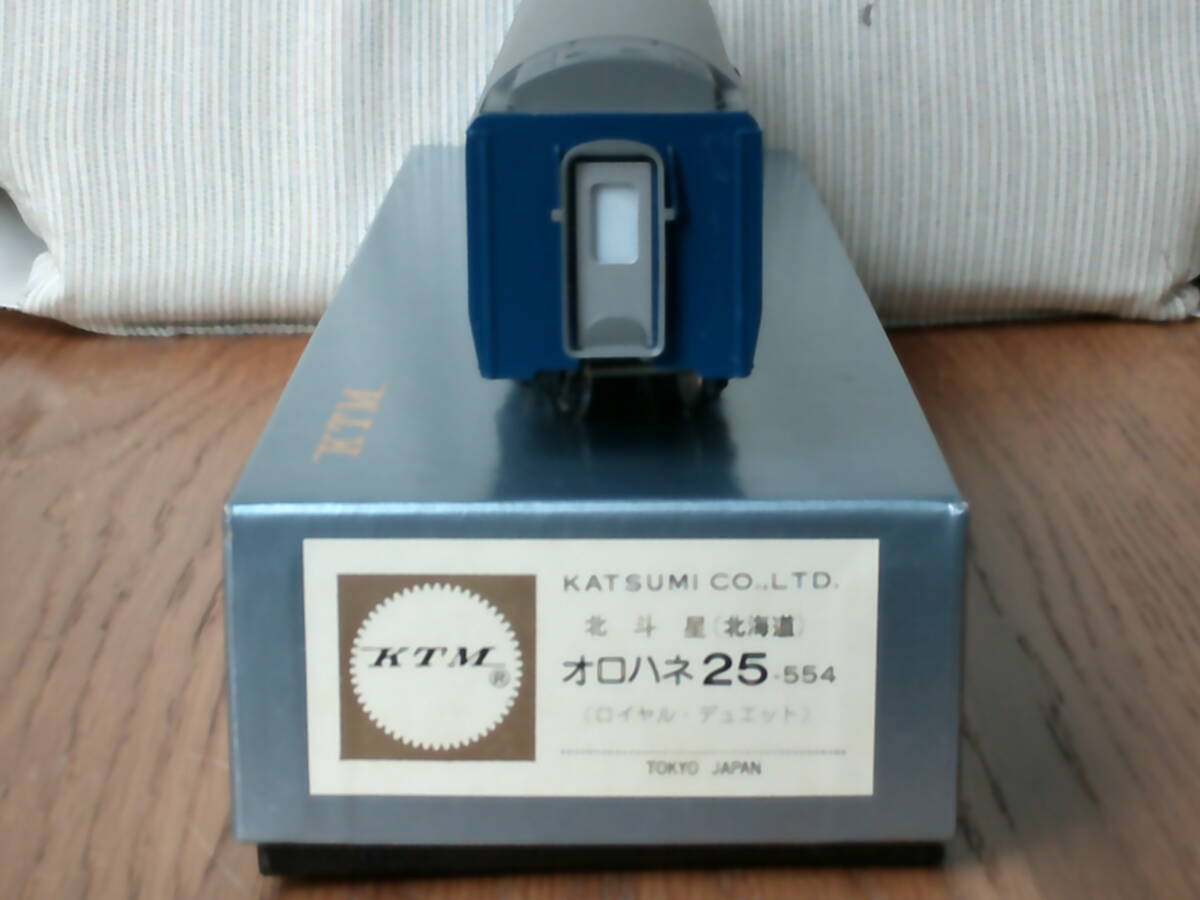 KTM
KATSUMI CO.,LTD.
北斗星(北海道)
オロハネ25-554
(ロイヤル・デュエット)
KTM®
TOKYO JAPAN